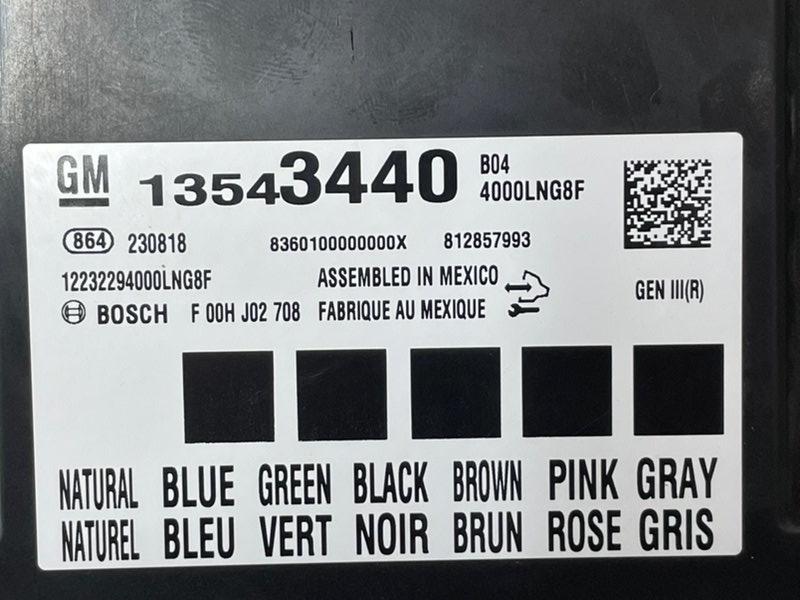 GM 13543440 B04
4000LNG8F
864 230818 8360100000000X 812857993
12232294000LNG8F ASSEMBLED IN MEXICO
BOSCH F 00H J02 708 FABRIQUE AU MEXIQUE
GEN III(R)
NATURAL BLUE GREEN BLACK BROWN PINK GRAY
NATUREL BLEU VERT NOIR BRUN ROSE GRIS